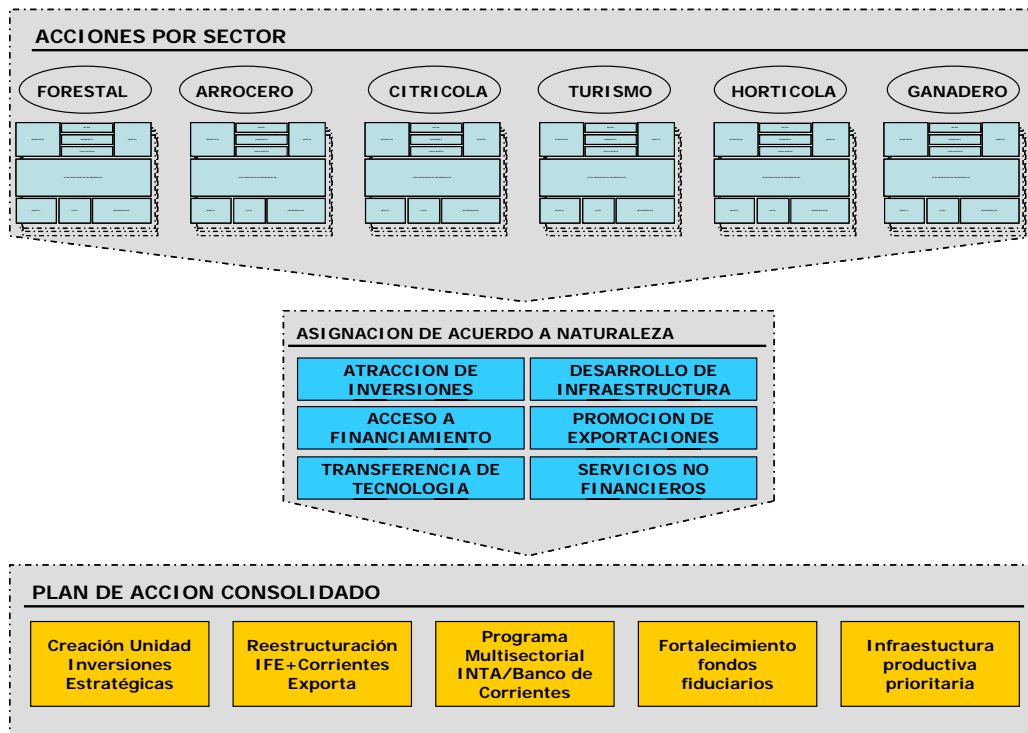 ACCIONES POR SECTOR
FORESTAL
ARROCERO
CITRICOLA
TURISMO
HORTICOLA
GANADERO
ASIGNACION DE ACUERDO A NATURALEZA
ATRACCION DE
INVERSIONES
DESARROLLO DE
INFRAESTRUCTURA
ACCESO A
FINANCIAMIENTO
PROMOCION DE
EXPORTACIONES
TRANSFERENCIA DE
TECNOLOGIA
SERVICIOS NO
FINANCIEROS
PLAN DE ACCION CONSOLIDADO
Creación Unidad
Inversiones
Estratégicas
Reestructuración
IFE+Corrientes
Exporta
Programa
Multisectorial
INTA/Banco de
Corrientes
Fortalecimiento
fondos
fiduciarios
Infraestuctura
productiva
prioritaria